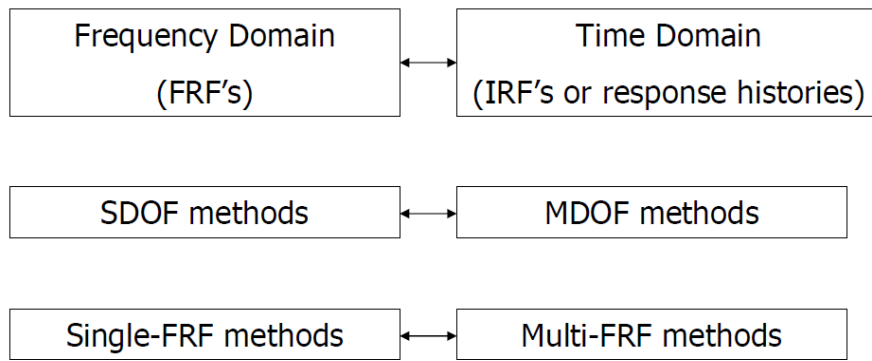 Frequency Domain
(FRF's)
Time Domain
(IRF's or response histories)
SDOF methods
MDOF methods
Single-FRF methods
Multi-FRF methods